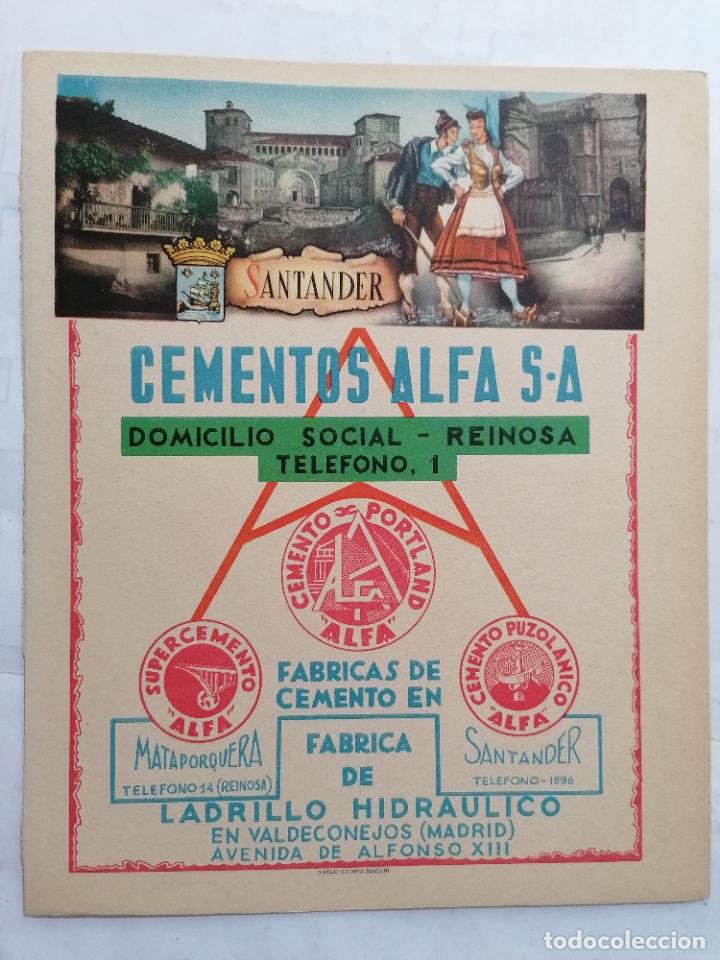 SANTANDER
CEMENTOS ALFA S·A
DOMICILIO SOCIAL - REINOSA
TELEFONO, 1
CEMENTO PORTLAND
ALFA
"ALFA"
SUPERCEMENTO
"ALFA"
CEMENTO PUZOLANICO
"ALFA"
FABRICAS DE
CEMENTO EN
MATAPORQUERA
TELEFONO 14 (REINOSA)
SANTANDER
TELEFONO-1896
FABRICA
DE
LADRILLO HIDRAULICO
EN VALDECONEJOS (MADRID)
AVENIDA DE ALFONSO XIII
todocoleccion